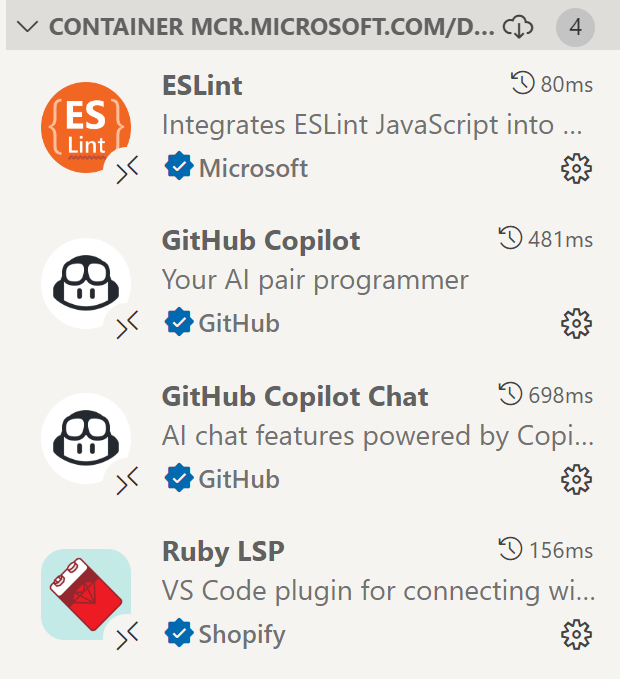 CONTAINER MCR.MICROSOFT.COM/D... 4
ES
Lint
ESLint 80ms
Integrates ESLint JavaScript into ...
Microsoft
GitHub Copilot 481ms
Your AI pair programmer
GitHub
GitHub Copilot Chat 698ms
AI chat features powered by Copi...
GitHub
Ruby LSP 156ms
VS Code plugin for connecting wi...
Shopify